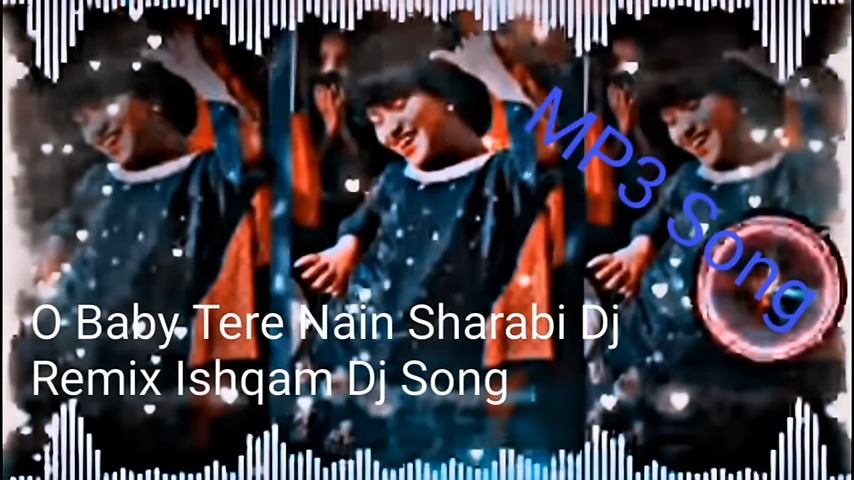 MP3 Song
O Baby Tere Nain Sharabi Dj
Remix Ishqam Dj Song